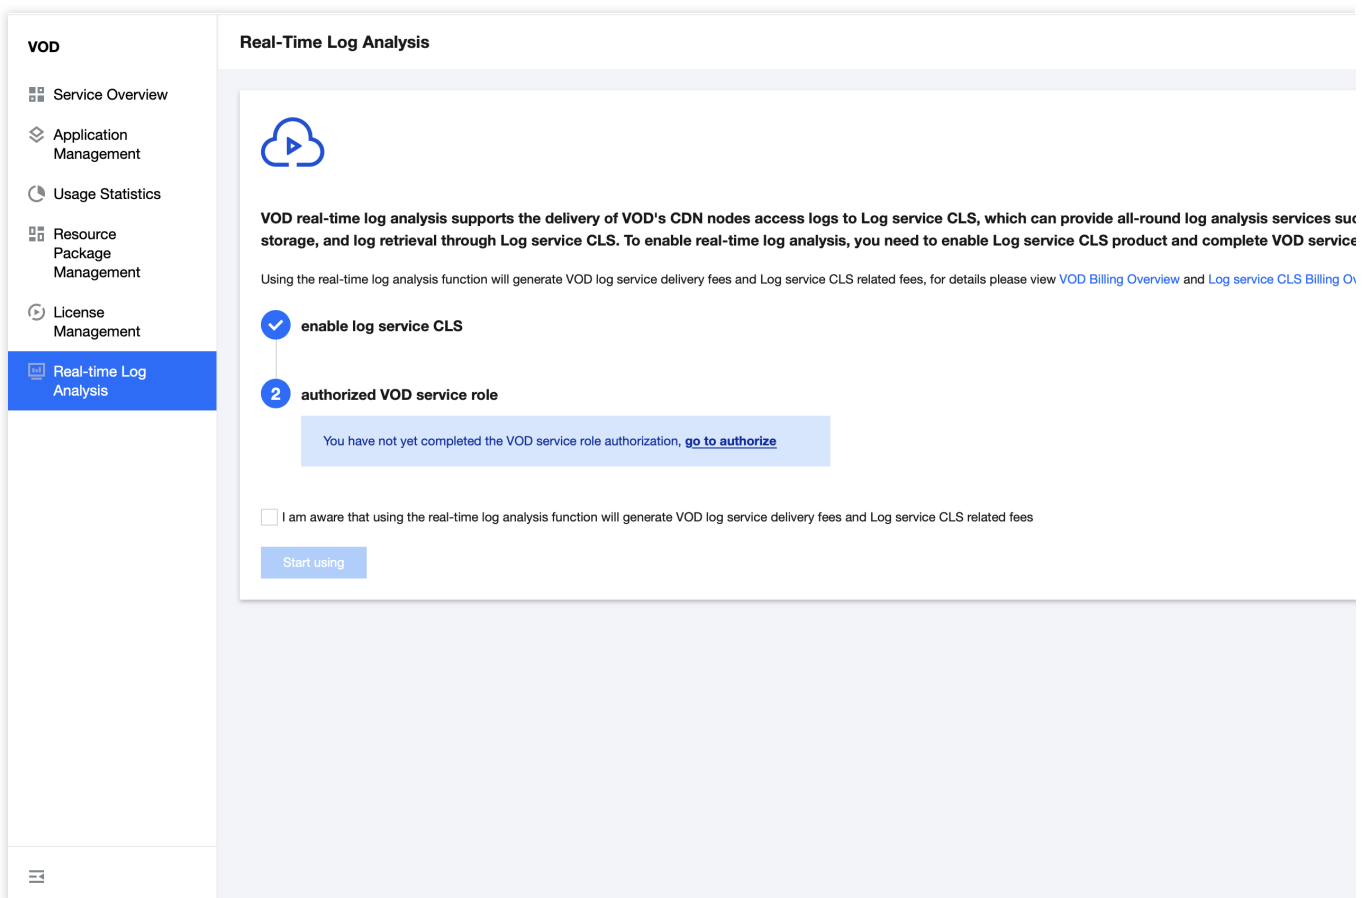 VOD
Service Overview
Application
Management
Usage Statistics
Resource
Package
Management
License
Management
Real-time Log
Analysis
Real-Time Log Analysis
VOD real-time log analysis supports the delivery of VOD's CDN nodes access logs to Log service CLS, which can provide all-round log analysis services
storage, and log retrieval through Log service CLS. To enable real-time log analysis, you need to enable Log service CLS product and complete VOD service
Using the real-time log analysis function will generate VOD log service delivery fees and Log service CLS related fees, for details please view VOD Billing Overview and Log service CLS Billing
enable log service CLS
2 authorized VOD service role
You have not yet completed the VOD service role authorization, go to authorize
I am aware that using the real-time log analysis function will generate VOD log service delivery fees and Log service CLS related fees
Start using